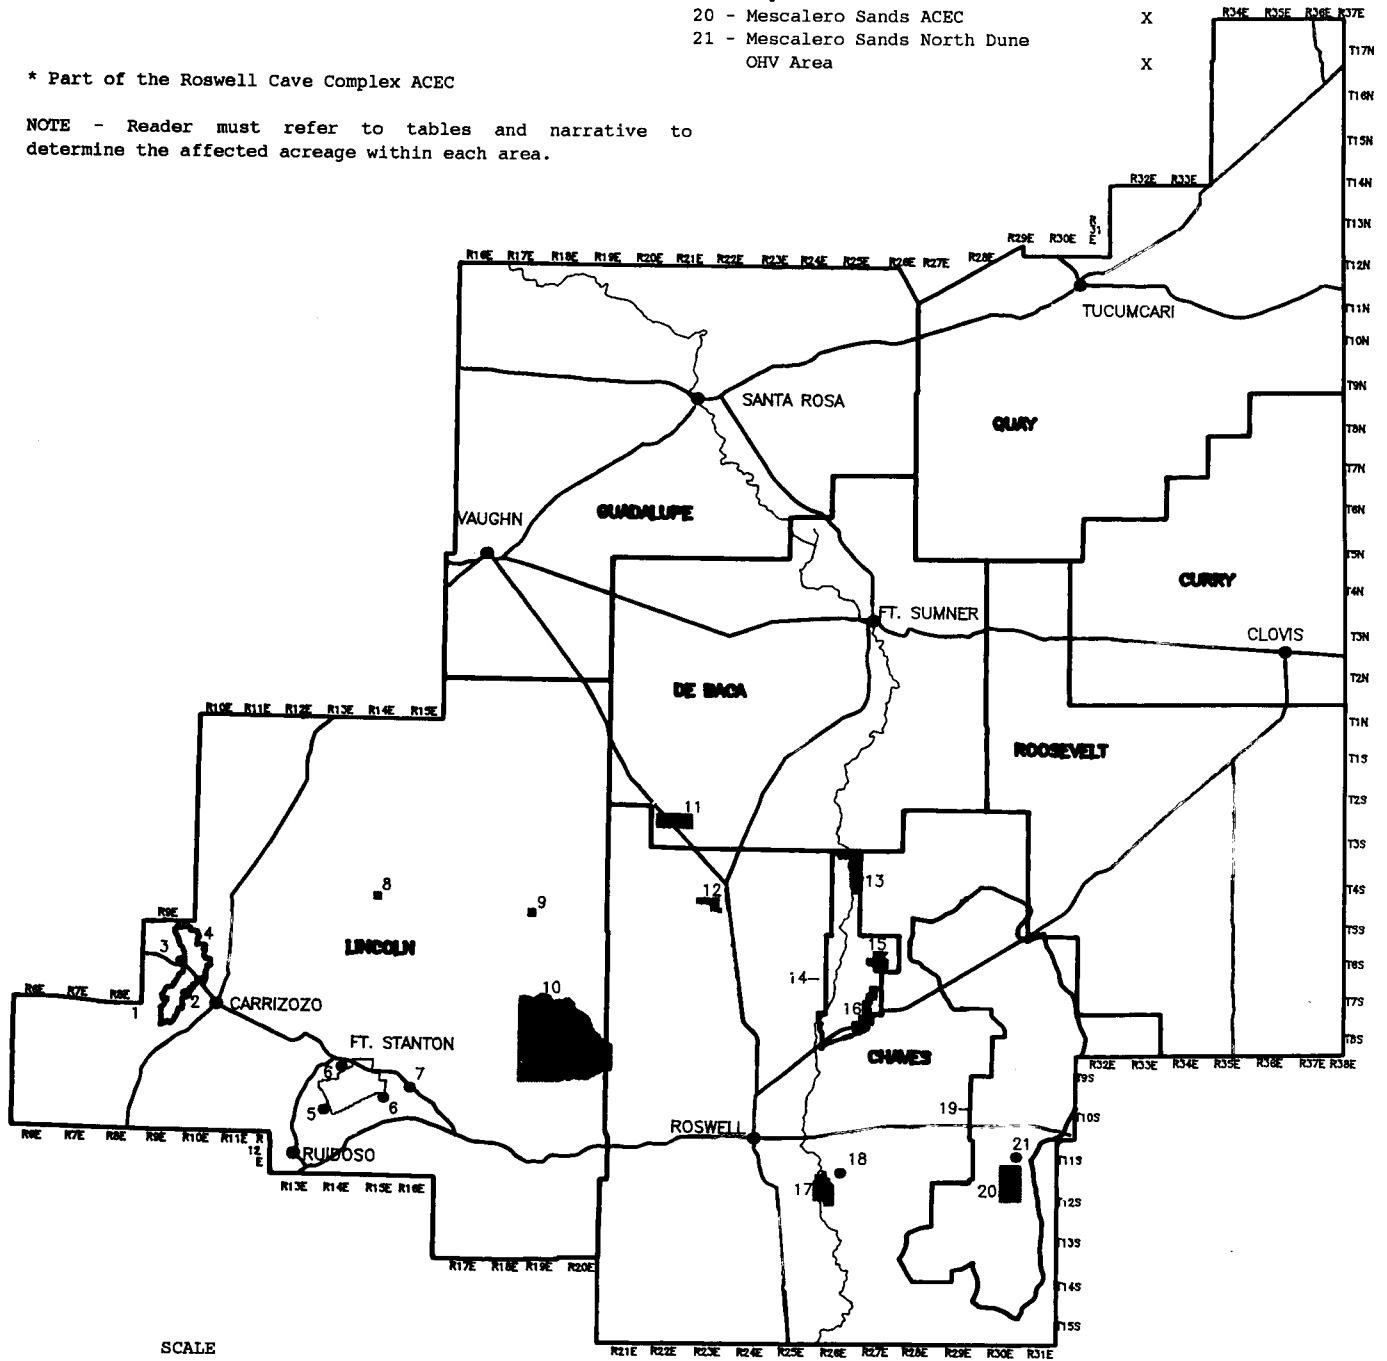 20 - Mescalero Sands ACEC X
21 - Mescalero Sands North Dune
OHV Area X
* Part of the Roswell Cave Complex ACEC
NOTE - Reader must refer to tables and narrative to
determine the affected acreage within each area.
R34E R35E R36E R37E
T17N
T16N
T15N
T14N
T13N
T12N
T11N
T10N
T9N
T8N
T7N
T6N
T5N
T4N
T3N
T2N
T1N
T1S
T2S
T3S
T4S
T5S
T6S
T7S
T8S
R32E R33E
R29E R30E
R16E R17E R18E R19E R20E R21E R22E R23E R24E R25E R26E R27E R28E
TUCUMCARI
SANTA ROSA
QUAY
VAUGHN
GUADALUPE
CURRY
FT. SUMNER
CLOVIS
DE BACA
R10E R11E R12E R13E R14E R15E
ROOSEVELT
11
8
9
12
13
R9E
3
4
LINCOLN
15
14
R6E R7E R8E
1
2
CARRIZOZO
10
16
FT. STANTON
CHAVES
R32E R33E R34E R35E R36E R37E R38E
6
7
5
6
19
T9S
T10S
ROSWELL
R6E R7E R8E R9E R10E R11E R
12
E
RUIDOSO
18
21
T11S
17
20
T12S
R13E R14E R15E R16E
T13S
R17E R18E R19E R20E
T14S
T15S
SCALE
R21E R22E R23E R24E R25E R26E R27E R28E R29E R30E R31E